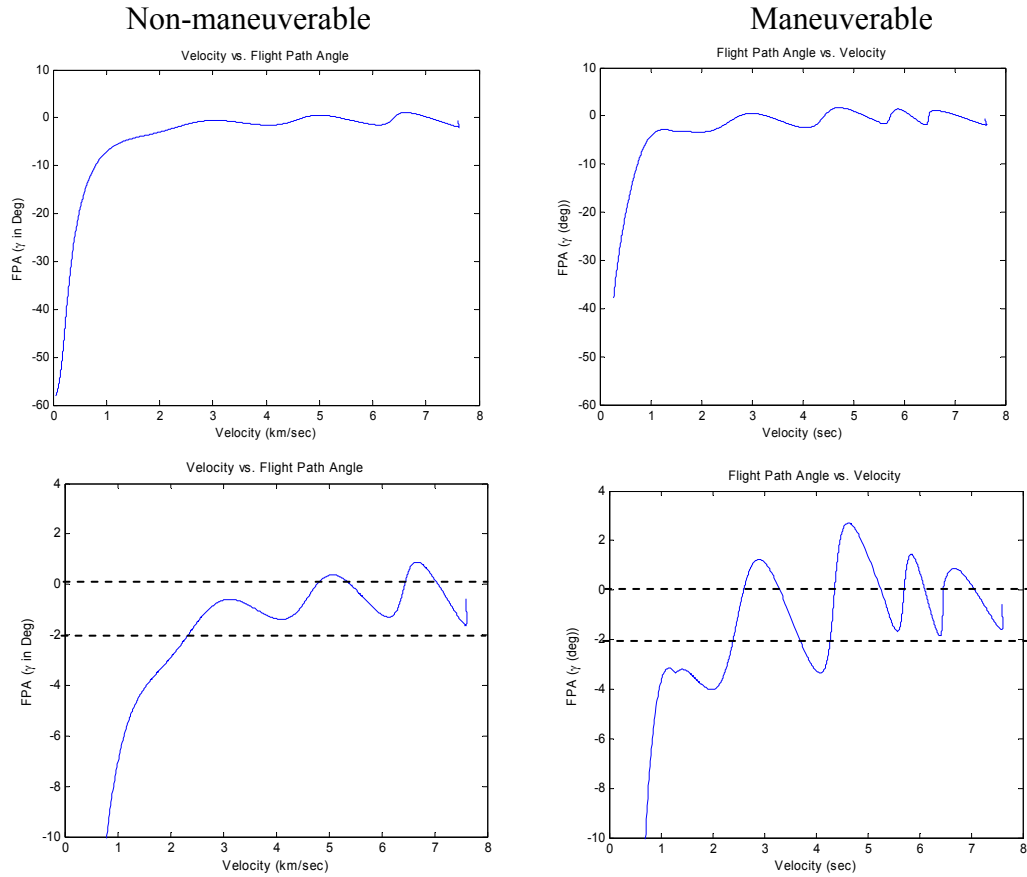 Non-maneuverable
Maneuverable
Velocity vs. Flight Path Angle
10
0
-10
-20
-30
-40
-50
-60
FPA (γ in Deg)
0 1 2 3 4 5 6 7 8
Velocity (km/sec)
Flight Path Angle vs. Velocity
10
0
-10
-20
-30
-40
-50
-60
FPA (γ (deg))
0 1 2 3 4 5 6 7 8
Velocity (sec)
Velocity vs. Flight Path Angle
4
2
0
-2
-4
-6
-8
-10
FPA (γ in Deg)
0 1 2 3 4 5 6 7 8
Velocity (km/sec)
Flight Path Angle vs. Velocity
4
2
0
-2
-4
-6
-8
-10
FPA (γ (deg))
0 1 2 3 4 5 6 7 8
Velocity (sec)